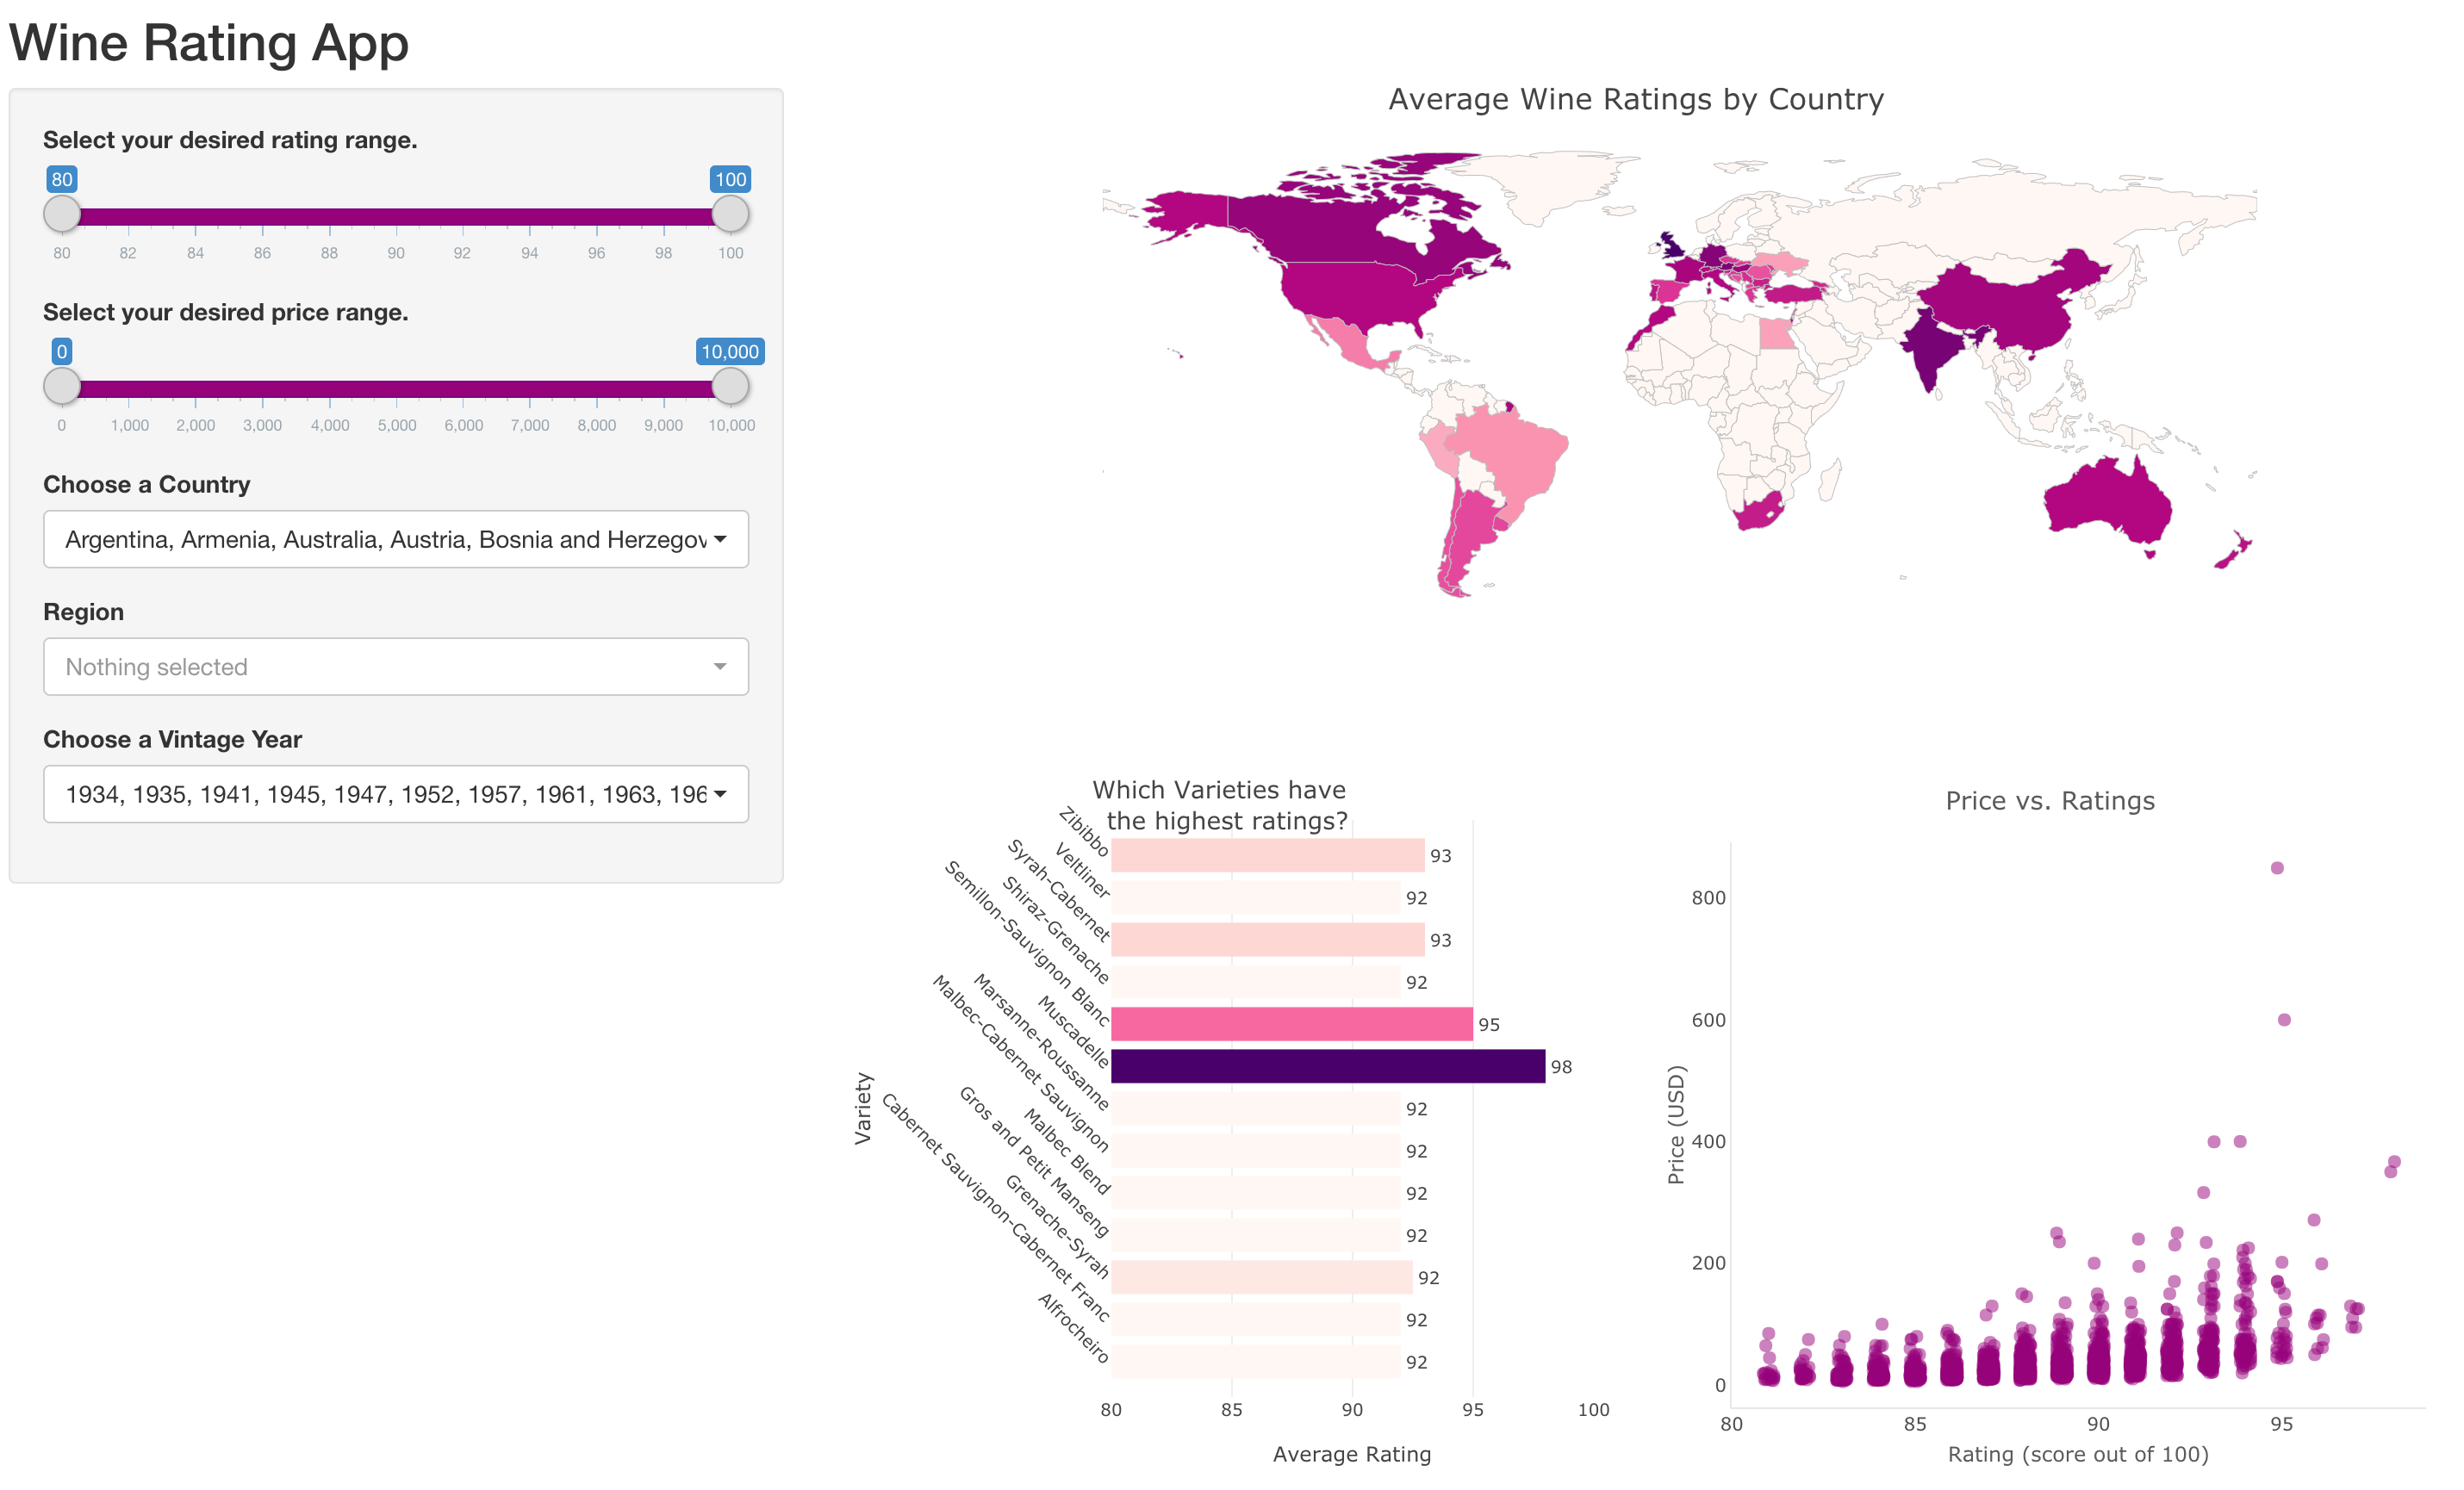 Wine Rating App
Select your desired rating range.
80 100
80 82 84 86 88 90 92 94 96 98 100
Select your desired price range.
0 10,000
0 1,000 2,000 3,000 4,000 5,000 6,000 7,000 8,000 9,000 10,000
Choose a Country
Argentina, Armenia, Australia, Austria, Bosnia and Herzegov
Region
Nothing selected
Choose a Vintage Year
1934, 1935, 1941, 1945, 1947, 1952, 1957, 1961, 1963, 196
Average Wine Ratings by Country
Which Varieties have
the highest ratings?
Variety
Zibibbo 93
Veltliner 92
Syrah-Cabernet 93
Shiraz-Grenache 92
Semillon-Sauvignon Blanc 95
Muscadelle 98
Marsanne-Roussanne 92
Malbec-Cabernet Sauvignon 92
Malbec Blend 92
Gros and Petit Manseng 92
Grenache-Syrah 92
Cabernet Sauvignon-Cabernet Franc 92
Alfrocheiro 92
80 85 90 95 100
Average Rating
Price vs. Ratings
Price (USD)
800
600
400
200
0
80 85 90 95
Rating (score out of 100)